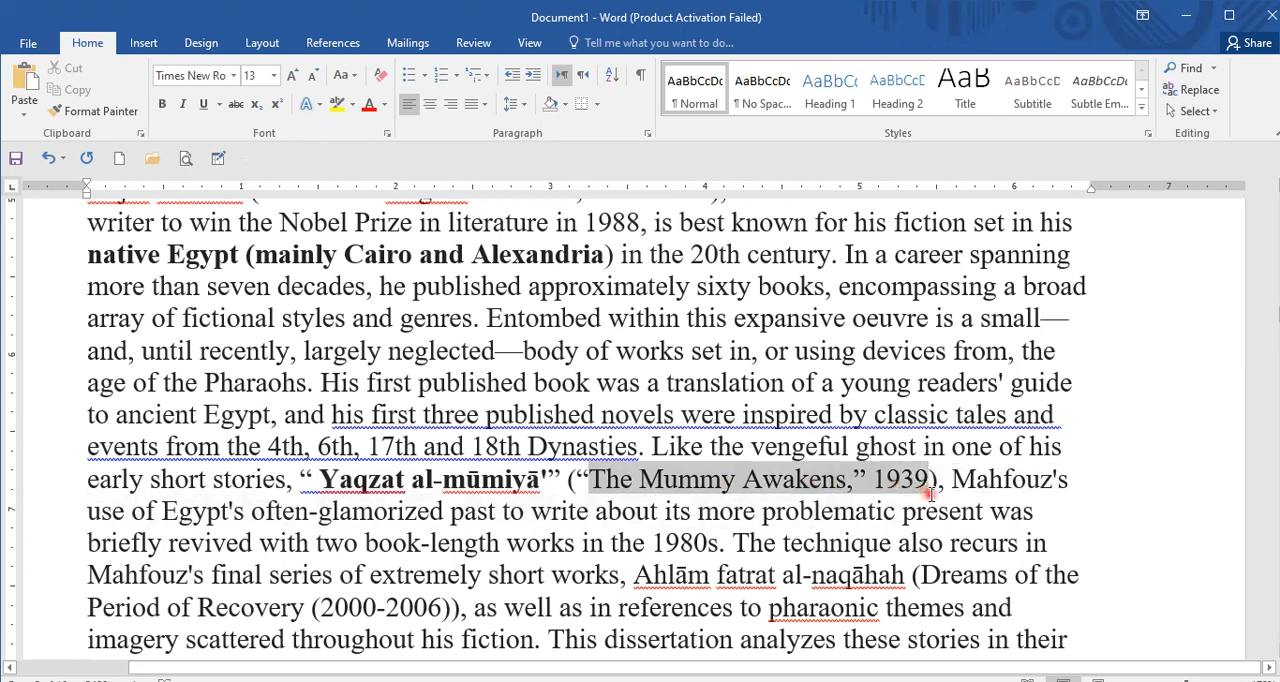 Document1 - Word (Product Activation Failed)
File Home Insert Design Layout References Mailings Review View Tell me what you want to do... Share
Cut
Copy
Paste
Format Painter
Clipboard
Times New Ro 13
Font
Paragraph
AaBbCcDc AaBbCcDc AaBbCc AaBbCcD AaB AaBbCcD AaBbCcD
¶ Normal ¶ No Spac... Heading 1 Heading 2 Title Subtitle Subtle Em...
Styles
Find
Replace
Select
Editing
1 2 3 4 5 6 7
writer to win the Nobel Prize in literature in 1988, is best known for his fiction set in his
native Egypt (mainly Cairo and Alexandria) in the 20th century. In a career spanning
more than seven decades, he published approximately sixty books, encompassing a broad
array of fictional styles and genres. Entombed within this expansive oeuvre is a small—
and, until recently, largely neglected—body of works set in, or using devices from, the
age of the Pharaohs. His first published book was a translation of a young readers' guide
to ancient Egypt, and his first three published novels were inspired by classic tales and
events from the 4th, 6th, 17th and 18th Dynasties. Like the vengeful ghost in one of his
early short stories, “ Yaqzat al-mūmiyā'” (“The Mummy Awakens,” 1939), Mahfouz's
use of Egypt's often-glamorized past to write about its more problematic present was
briefly revived with two book-length works in the 1980s. The technique also recurs in
Mahfouz's final series of extremely short works, Ahlām fatrat al-naqāhah (Dreams of the
Period of Recovery (2000-2006)), as well as in references to pharaonic themes and
imagery scattered throughout his fiction. This dissertation analyzes these stories in their